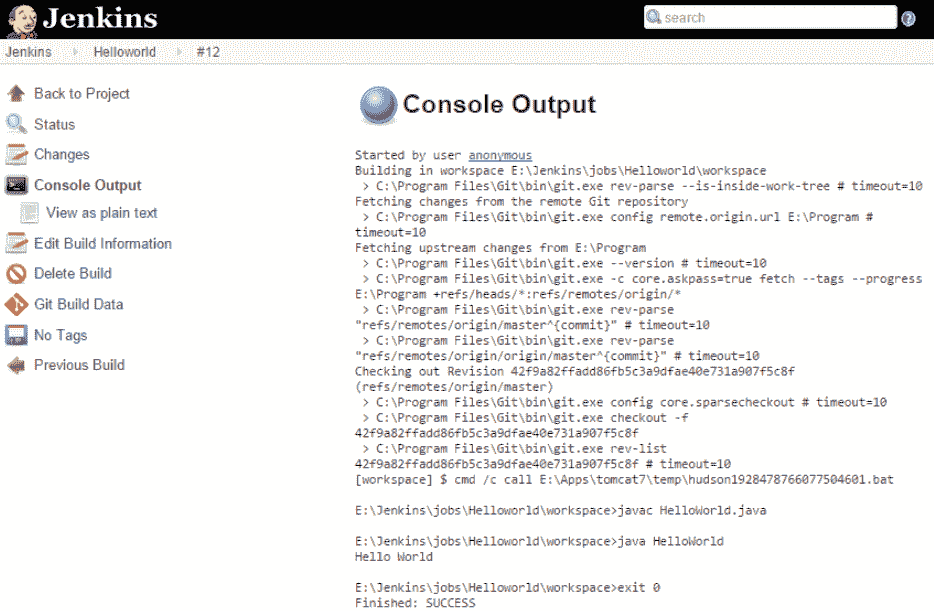 Jenkins
search
?
Jenkins
Helloworld
#12
Back to Project
Status
Changes
Console Output
View as plain text
Edit Build Information
Delete Build
Git Build Data
No Tags
Previous Build
Console Output
Started by user anonymous
Building in workspace E:\Jenkins\jobs\Helloworld\workspace
> C:\Program Files\Git\bin\git.exe rev-parse --is-inside-work-tree # timeout=10
Fetching changes from the remote Git repository
> C:\Program Files\Git\bin\git.exe config remote.origin.url E:\Program #
timeout=10
Fetching upstream changes from E:\Program
> C:\Program Files\Git\bin\git.exe --version # timeout=10
> C:\Program Files\Git\bin\git.exe -c core.askpass=true fetch --tags --progress
E:\Program +refs/heads/*:refs/remotes/origin/*
> C:\Program Files\Git\bin\git.exe rev-parse
"refs/remotes/origin/master^{commit}" # timeout=10
> C:\Program Files\Git\bin\git.exe rev-parse
"refs/remotes/origin/origin/master^{commit}" # timeout=10
Checking out Revision 42f9a82ffadd86fb5c3a9dfae40e731a907f5c8f
(refs/remotes/origin/master)
> C:\Program Files\Git\bin\git.exe config core.sparsecheckout # timeout=10
> C:\Program Files\Git\bin\git.exe checkout -f
42f9a82ffadd86fb5c3a9dfae40e731a907f5c8f
> C:\Program Files\Git\bin\git.exe rev-list
42f9a82ffadd86fb5c3a9dfae40e731a907f5c8f # timeout=10
[workspace] $ cmd /c call E:\Apps\tomcat7\temp\hudson1928478766077504601.bat
E:\Jenkins\jobs\Helloworld\workspace>javac HelloWorld.java
E:\Jenkins\jobs\Helloworld\workspace>java HelloWorld
Hello World
E:\Jenkins\jobs\Helloworld\workspace>exit 0
Finished: SUCCESS